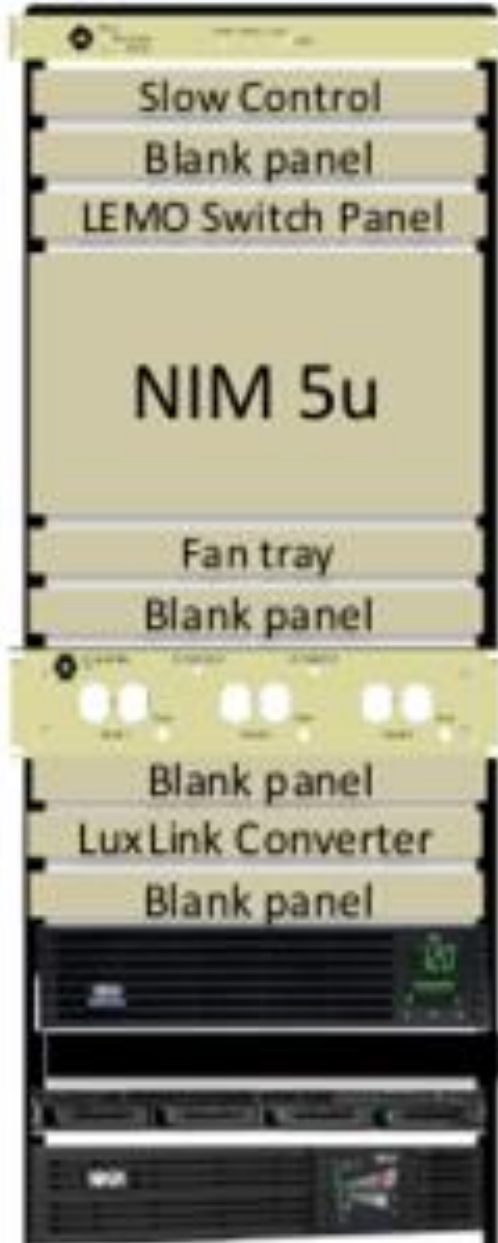 Slow Control
Blank panel
LEMO Switch Panel
NIM 5u
Fan tray
Blank panel
Blank panel
LuxLink Converter
Blank panel
120